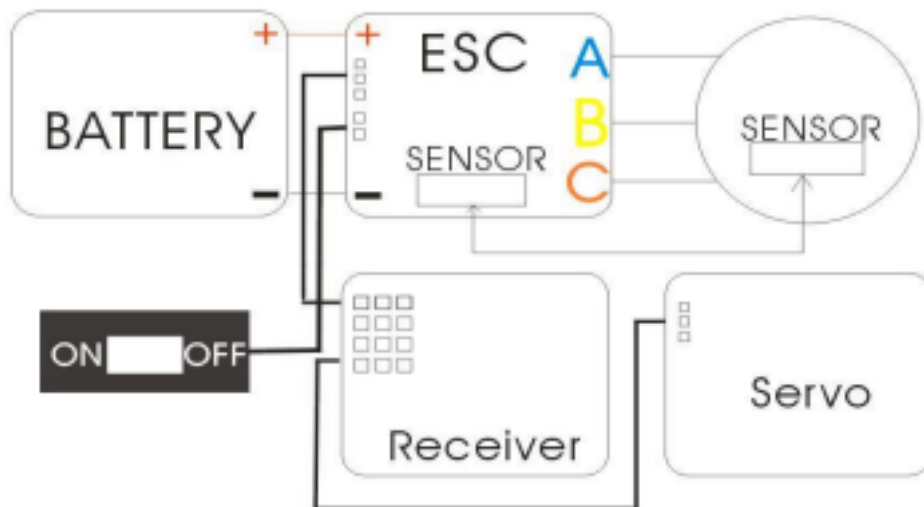 +
+
ESC
A
BATTERY
B
SENSOR
SENSOR
C
-
-
ON
OFF
Receiver
Servo